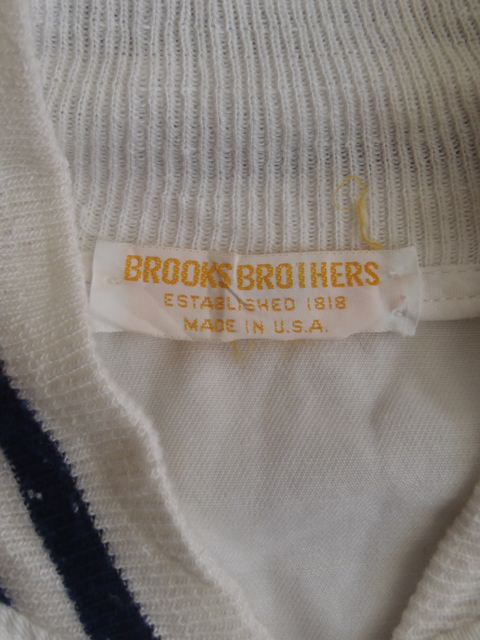 BROOKS BROTHERS
ESTABLISHED 1818
MADE IN U.S.A.